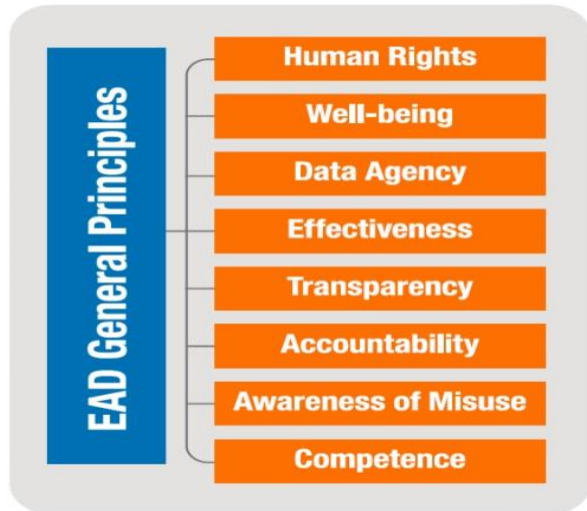 EAD General Principles
Human Rights
Well-being
Data Agency
Effectiveness
Transparency
Accountability
Awareness of Misuse
Competence